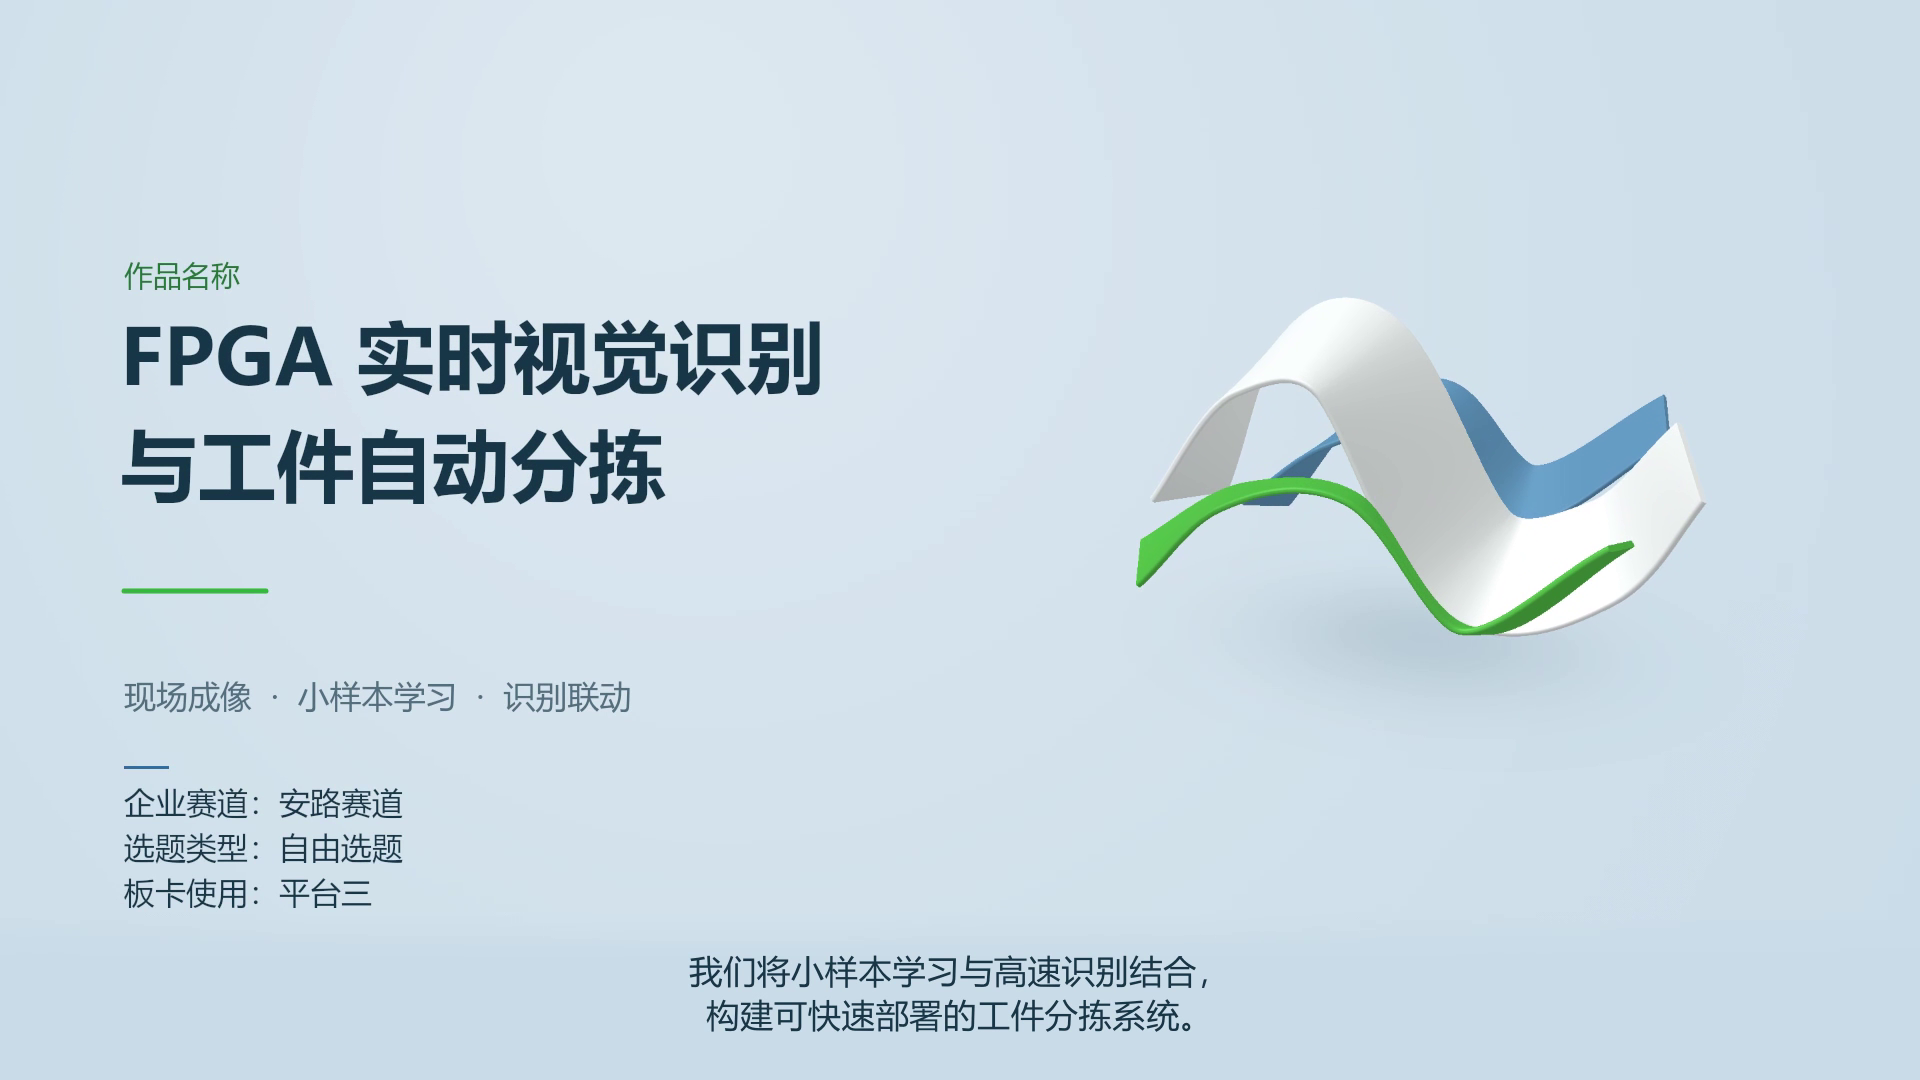 作品名称
FPGA 实时视觉识别
与工件自动分拣
现场成像 · 小样本学习 · 识别联动
企业赛道：安路赛道
选题类型：自由选题
板卡使用：平台三
我们将小样本学习与高速识别结合，
构建可快速部署的工件分拣系统。